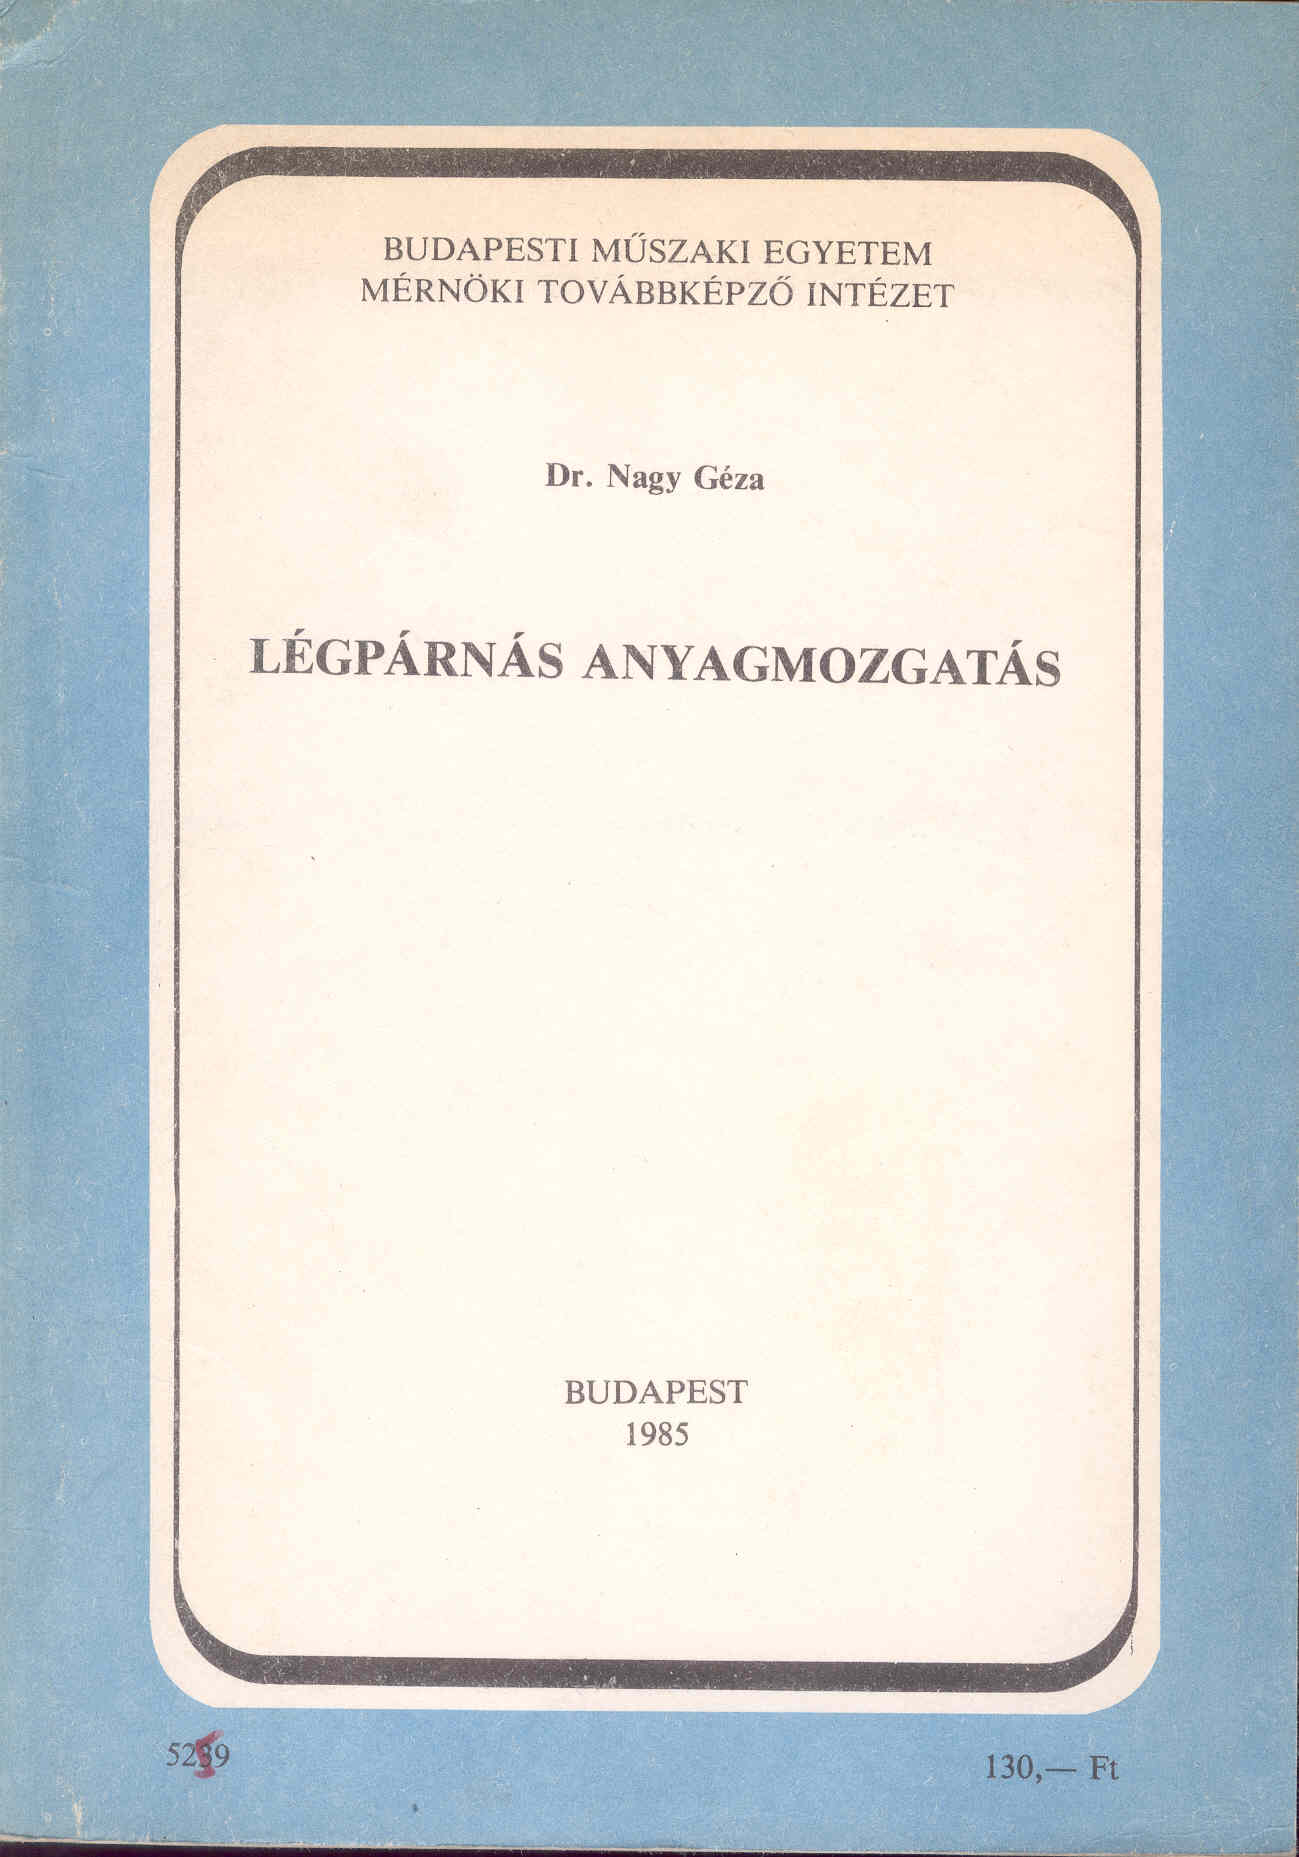 BUDAPESTI MŰSZAKI EGYETEM
MÉRNÖKI TOVÁBBKÉPZŐ INTÉZET
Dr. Nagy Géza
LÉGPÁRNÁS ANYAGMOZGATÁS
BUDAPEST
1985
130,— Ft